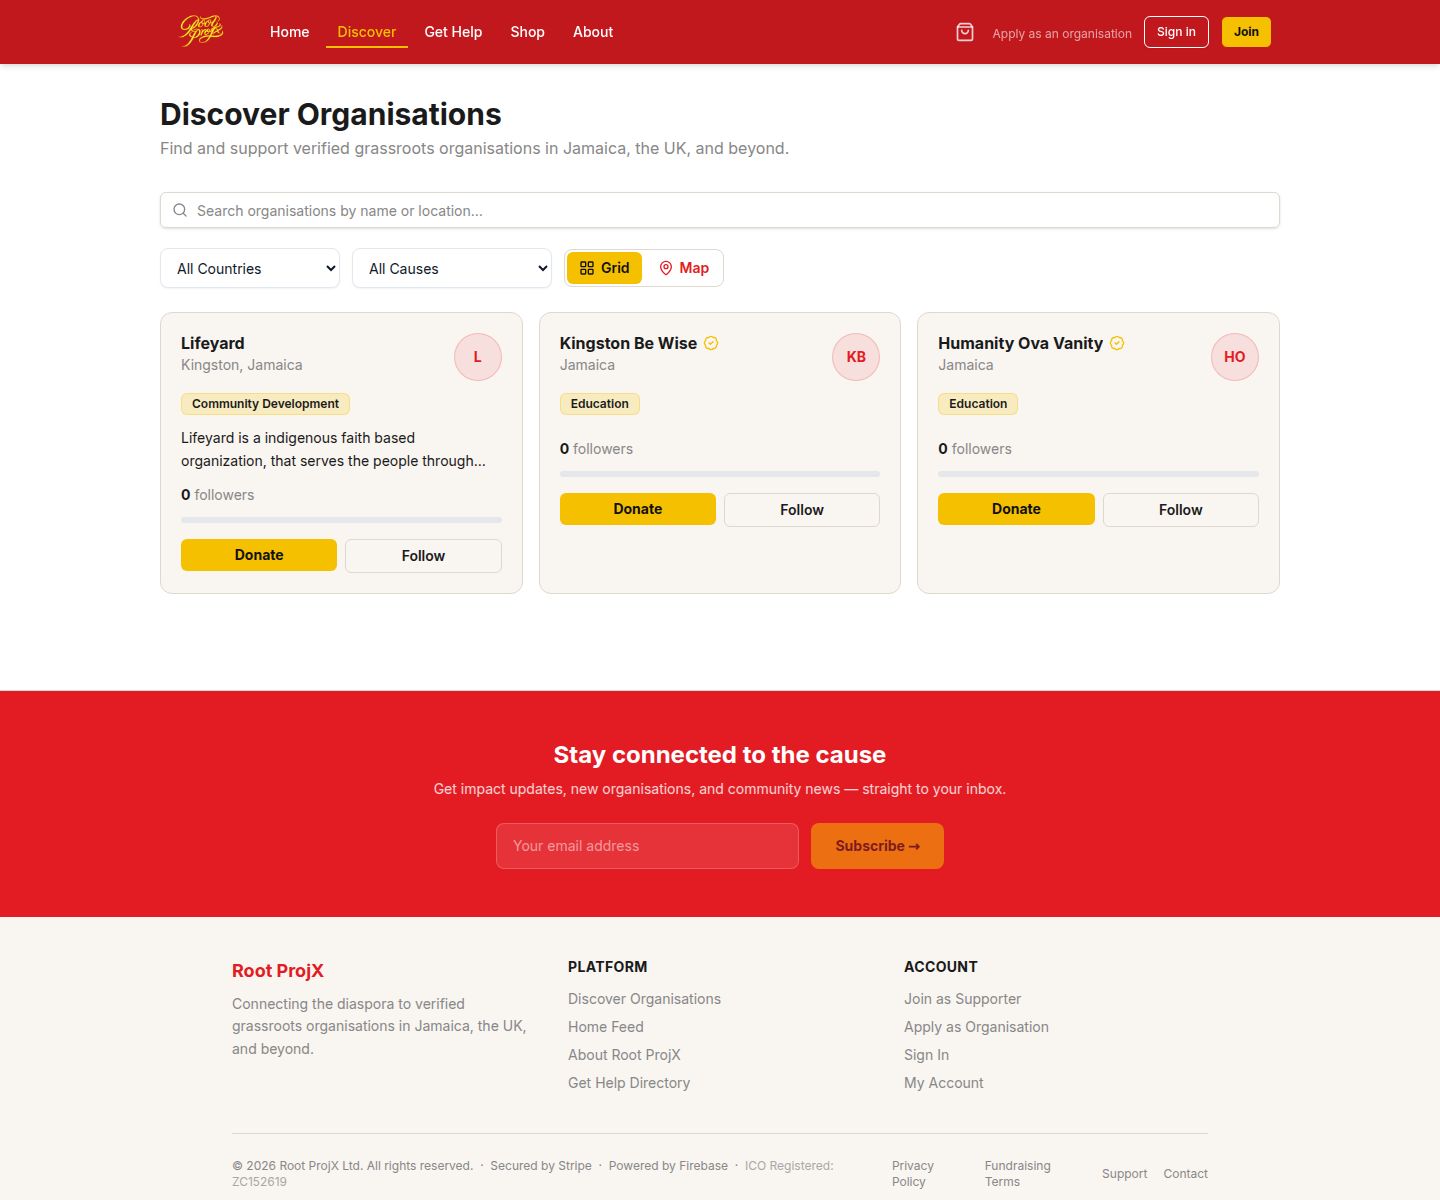 Root ProjX
Home Discover Get Help Shop About Apply as an organisation Sign in Join
Discover Organisations
Find and support verified grassroots organisations in Jamaica, the UK, and beyond.
Search organisations by name or location...
All Countries All Causes Grid Map
Lifeyard
Kingston, Jamaica
L
Community Development
Lifeyard is a indigenous faith based
organization, that serves the people through...
0 followers
Donate Follow
Kingston Be Wise
Jamaica
KB
Education
0 followers
Donate Follow
Humanity Ova Vanity
Jamaica
HO
Education
0 followers
Donate Follow
Stay connected to the cause
Get impact updates, new organisations, and community news — straight to your inbox.
Your email address Subscribe →
Root ProjX
Connecting the diaspora to verified
grassroots organisations in Jamaica, the UK,
and beyond.
PLATFORM
Discover Organisations
Home Feed
About Root ProjX
Get Help Directory
ACCOUNT
Join as Supporter
Apply as Organisation
Sign In
My Account
© 2026 Root ProjX Ltd. All rights reserved. · Secured by Stripe · Powered by Firebase · ICO Registered:
ZC152619
Privacy
Policy
Fundraising
Terms
Support
Contact